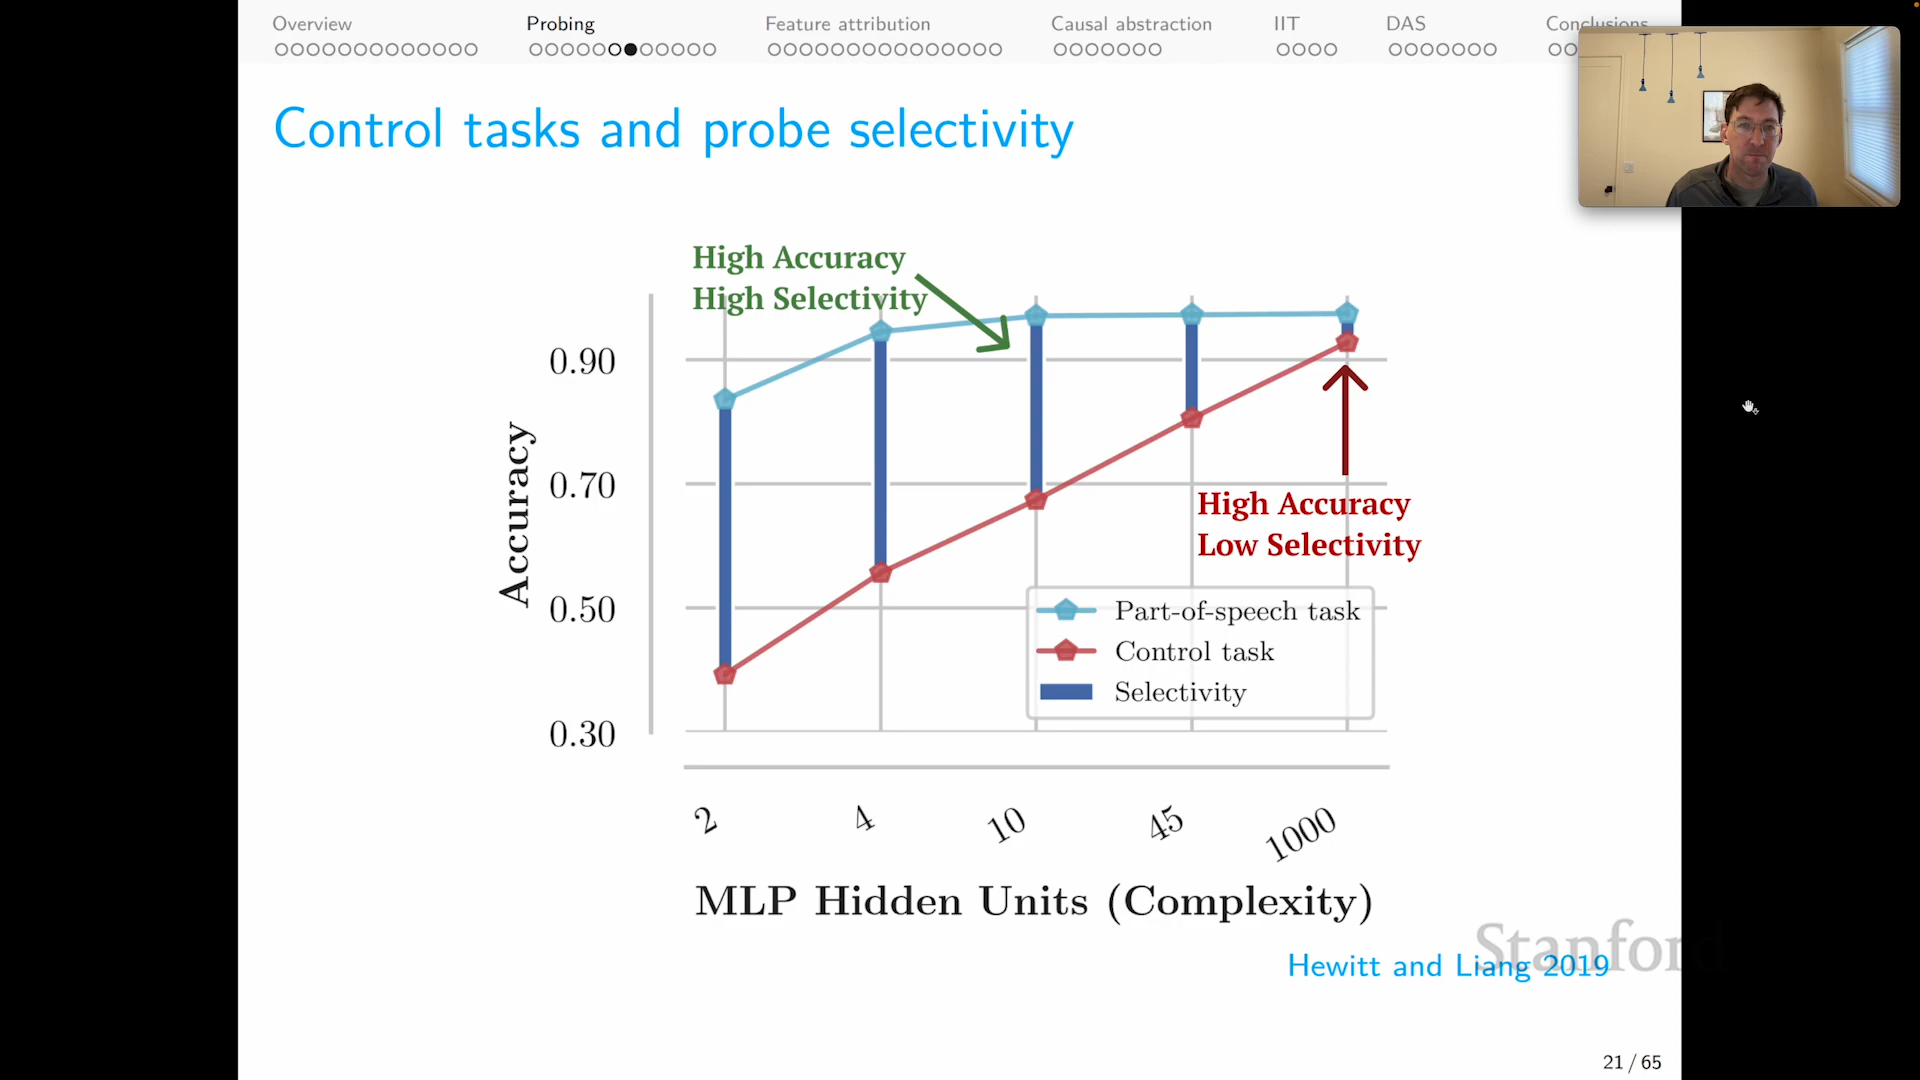 Overview Probing Feature attribution Causal abstraction IIT DAS Conclusions
Control tasks and probe selectivity
High Accuracy
High Selectivity
0.90
0.70
0.50
0.30
Accuracy
High Accuracy
Low Selectivity
Part-of-speech task
Control task
Selectivity
2 4 10 45 1000
MLP Hidden Units (Complexity)
Stanford
Hewitt and Liang 2019
21 / 65